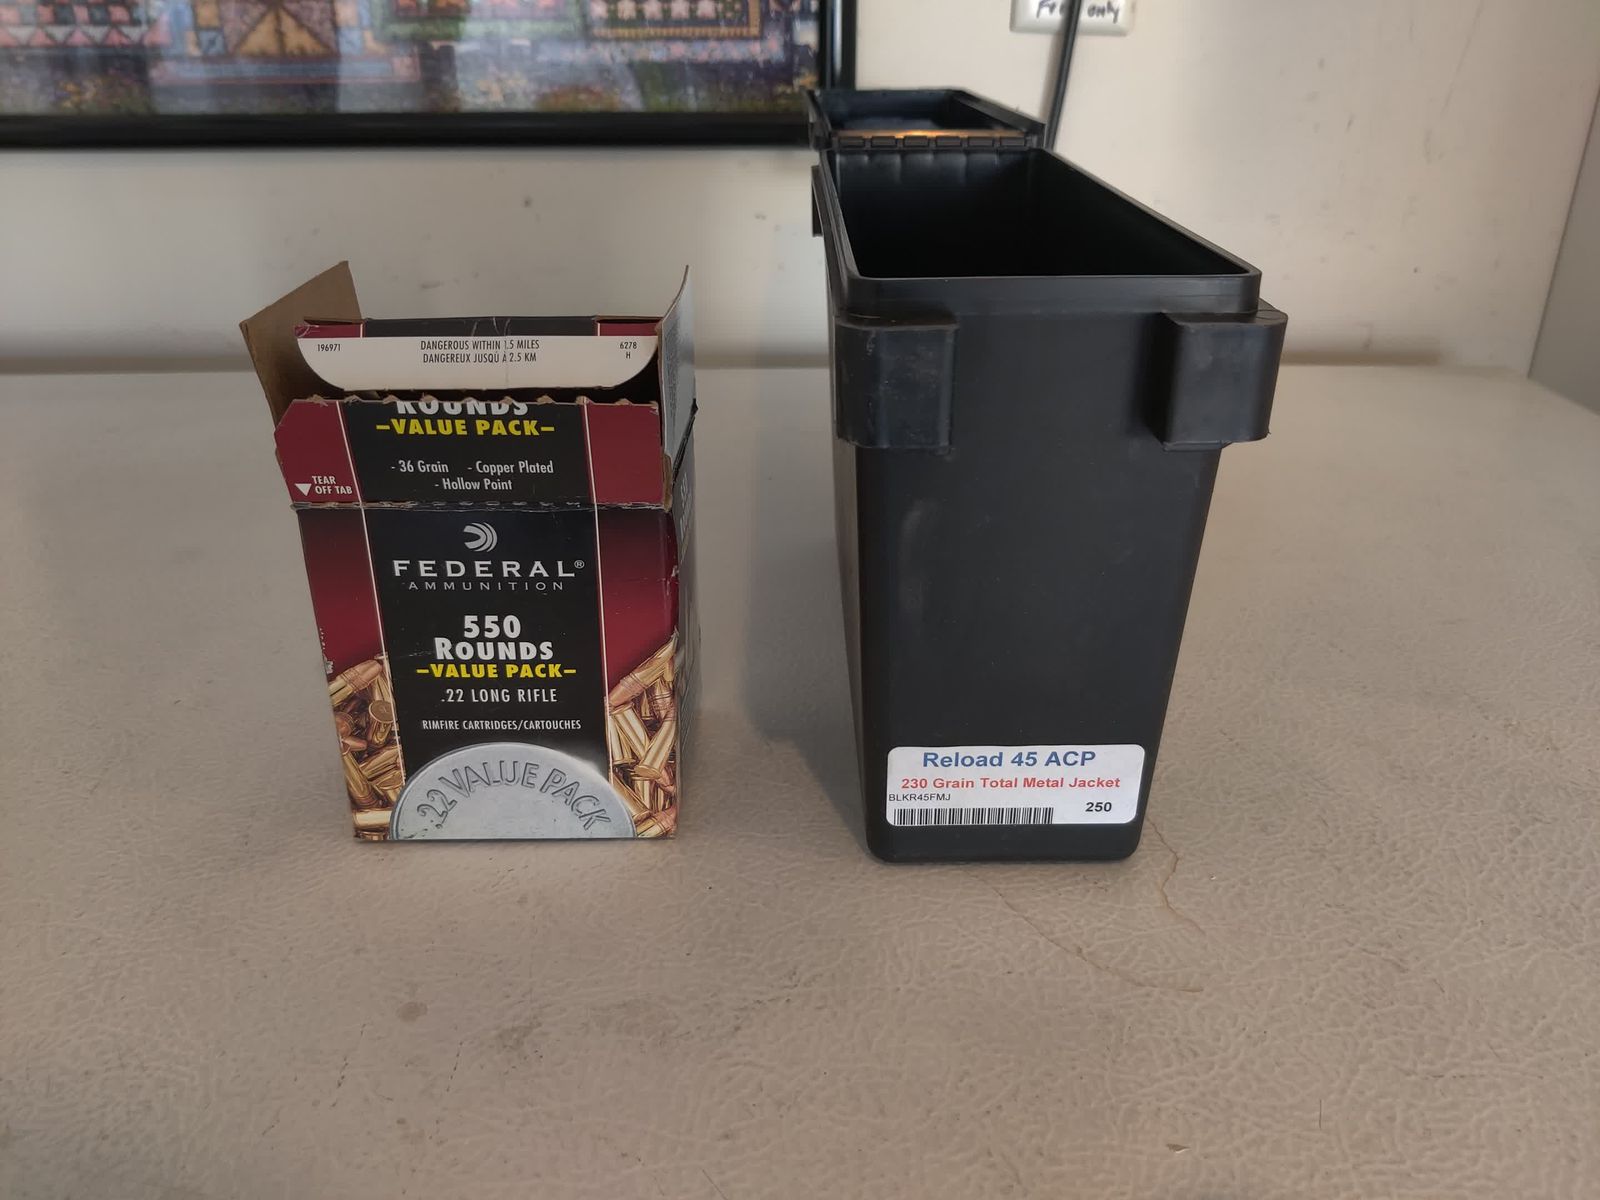 only
196971
DANGEROUS WITHIN 1.5 MILES
DANGEREUX JUSQU'À 2.5 KM
6278
H
ROUNDS
–VALUE PACK–
- 36 Grain - Copper Plated
- Hollow Point
TEAR
OFF TAB
FEDERAL®
AMMUNITION
550
ROUNDS
–VALUE PACK–
.22 LONG RIFLE
RIMFIRE CARTRIDGES/CARTOUCHES
.22 VALUE PACK
Reload 45 ACP
230 Grain Total Metal Jacket
BLKR45FMJ
250